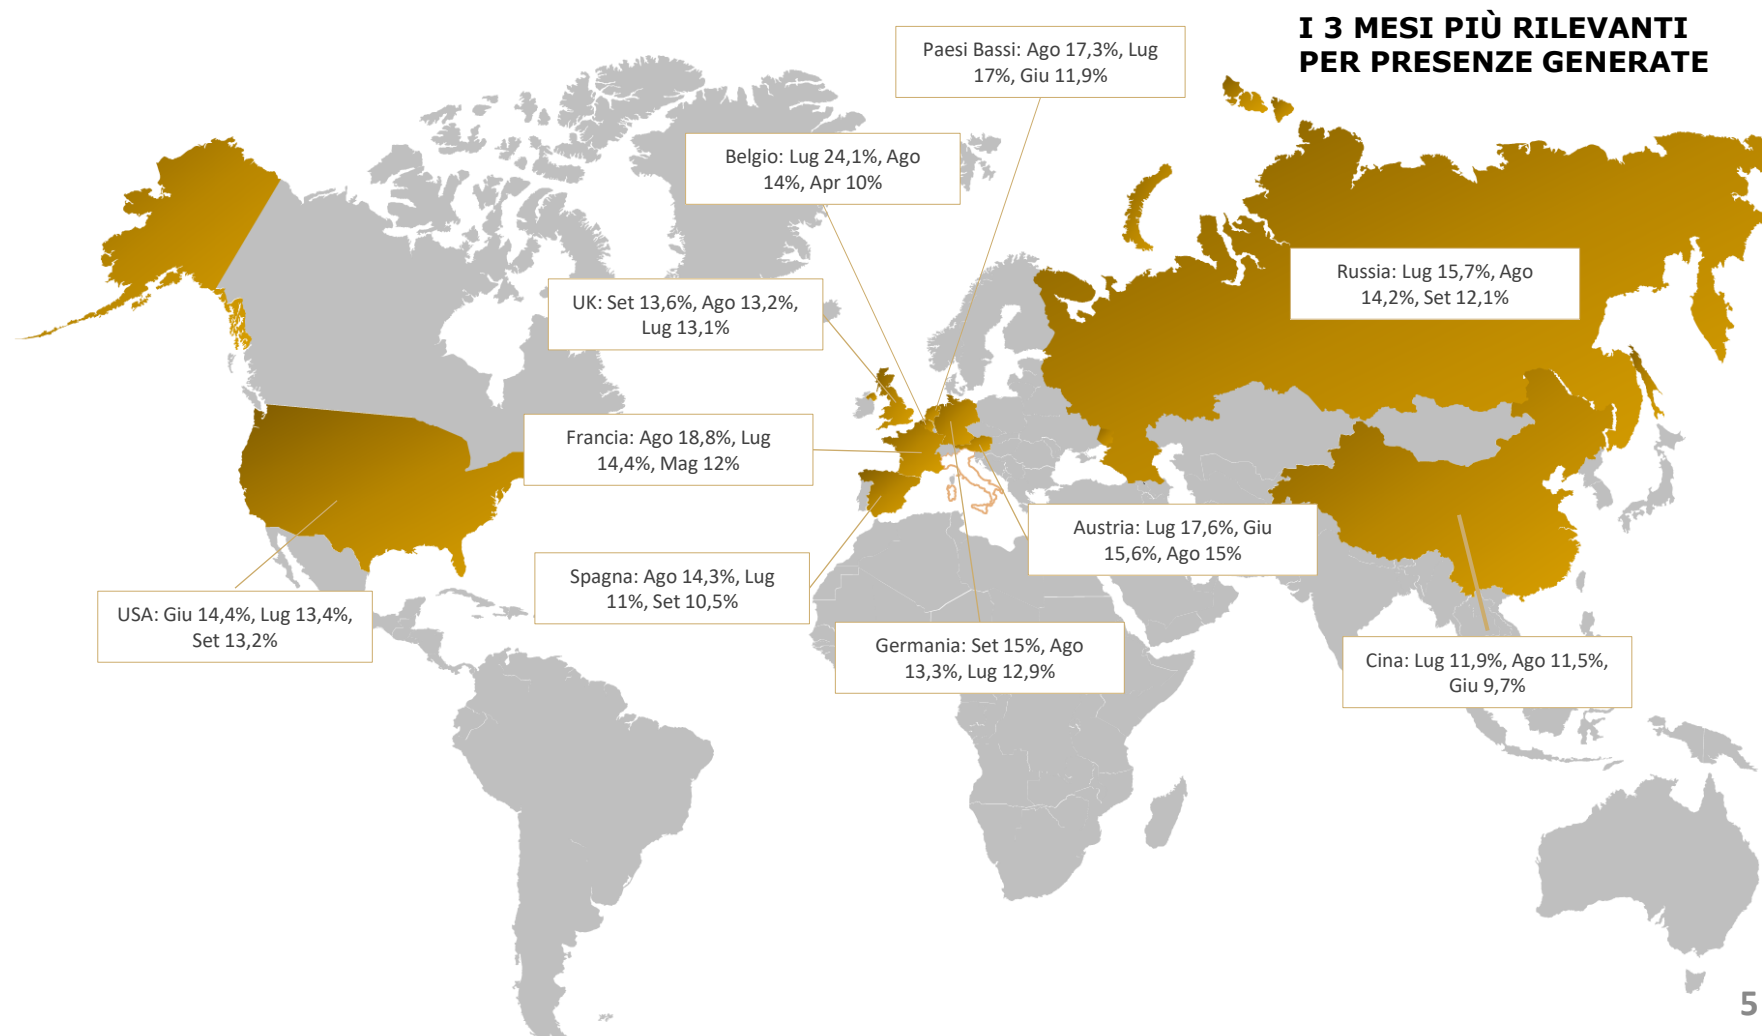 I 3 MESI PIÙ RILEVANTI
PER PRESENZE GENERATE
Paesi Bassi: Ago 17,3%, Lug
17%, Giu 11,9%
Belgio: Lug 24,1%, Ago
14%, Apr 10%
Russia: Lug 15,7%, Ago
14,2%, Set 12,1%
UK: Set 13,6%, Ago 13,2%,
Lug 13,1%
Francia: Ago 18,8%, Lug
14,4%, Mag 12%
Austria: Lug 17,6%, Giu
15,6%, Ago 15%
Spagna: Ago 14,3%, Lug
11%, Set 10,5%
USA: Giu 14,4%, Lug 13,4%,
Set 13,2%
Germania: Set 15%, Ago
13,3%, Lug 12,9%
Cina: Lug 11,9%, Ago 11,5%,
Giu 9,7%
5